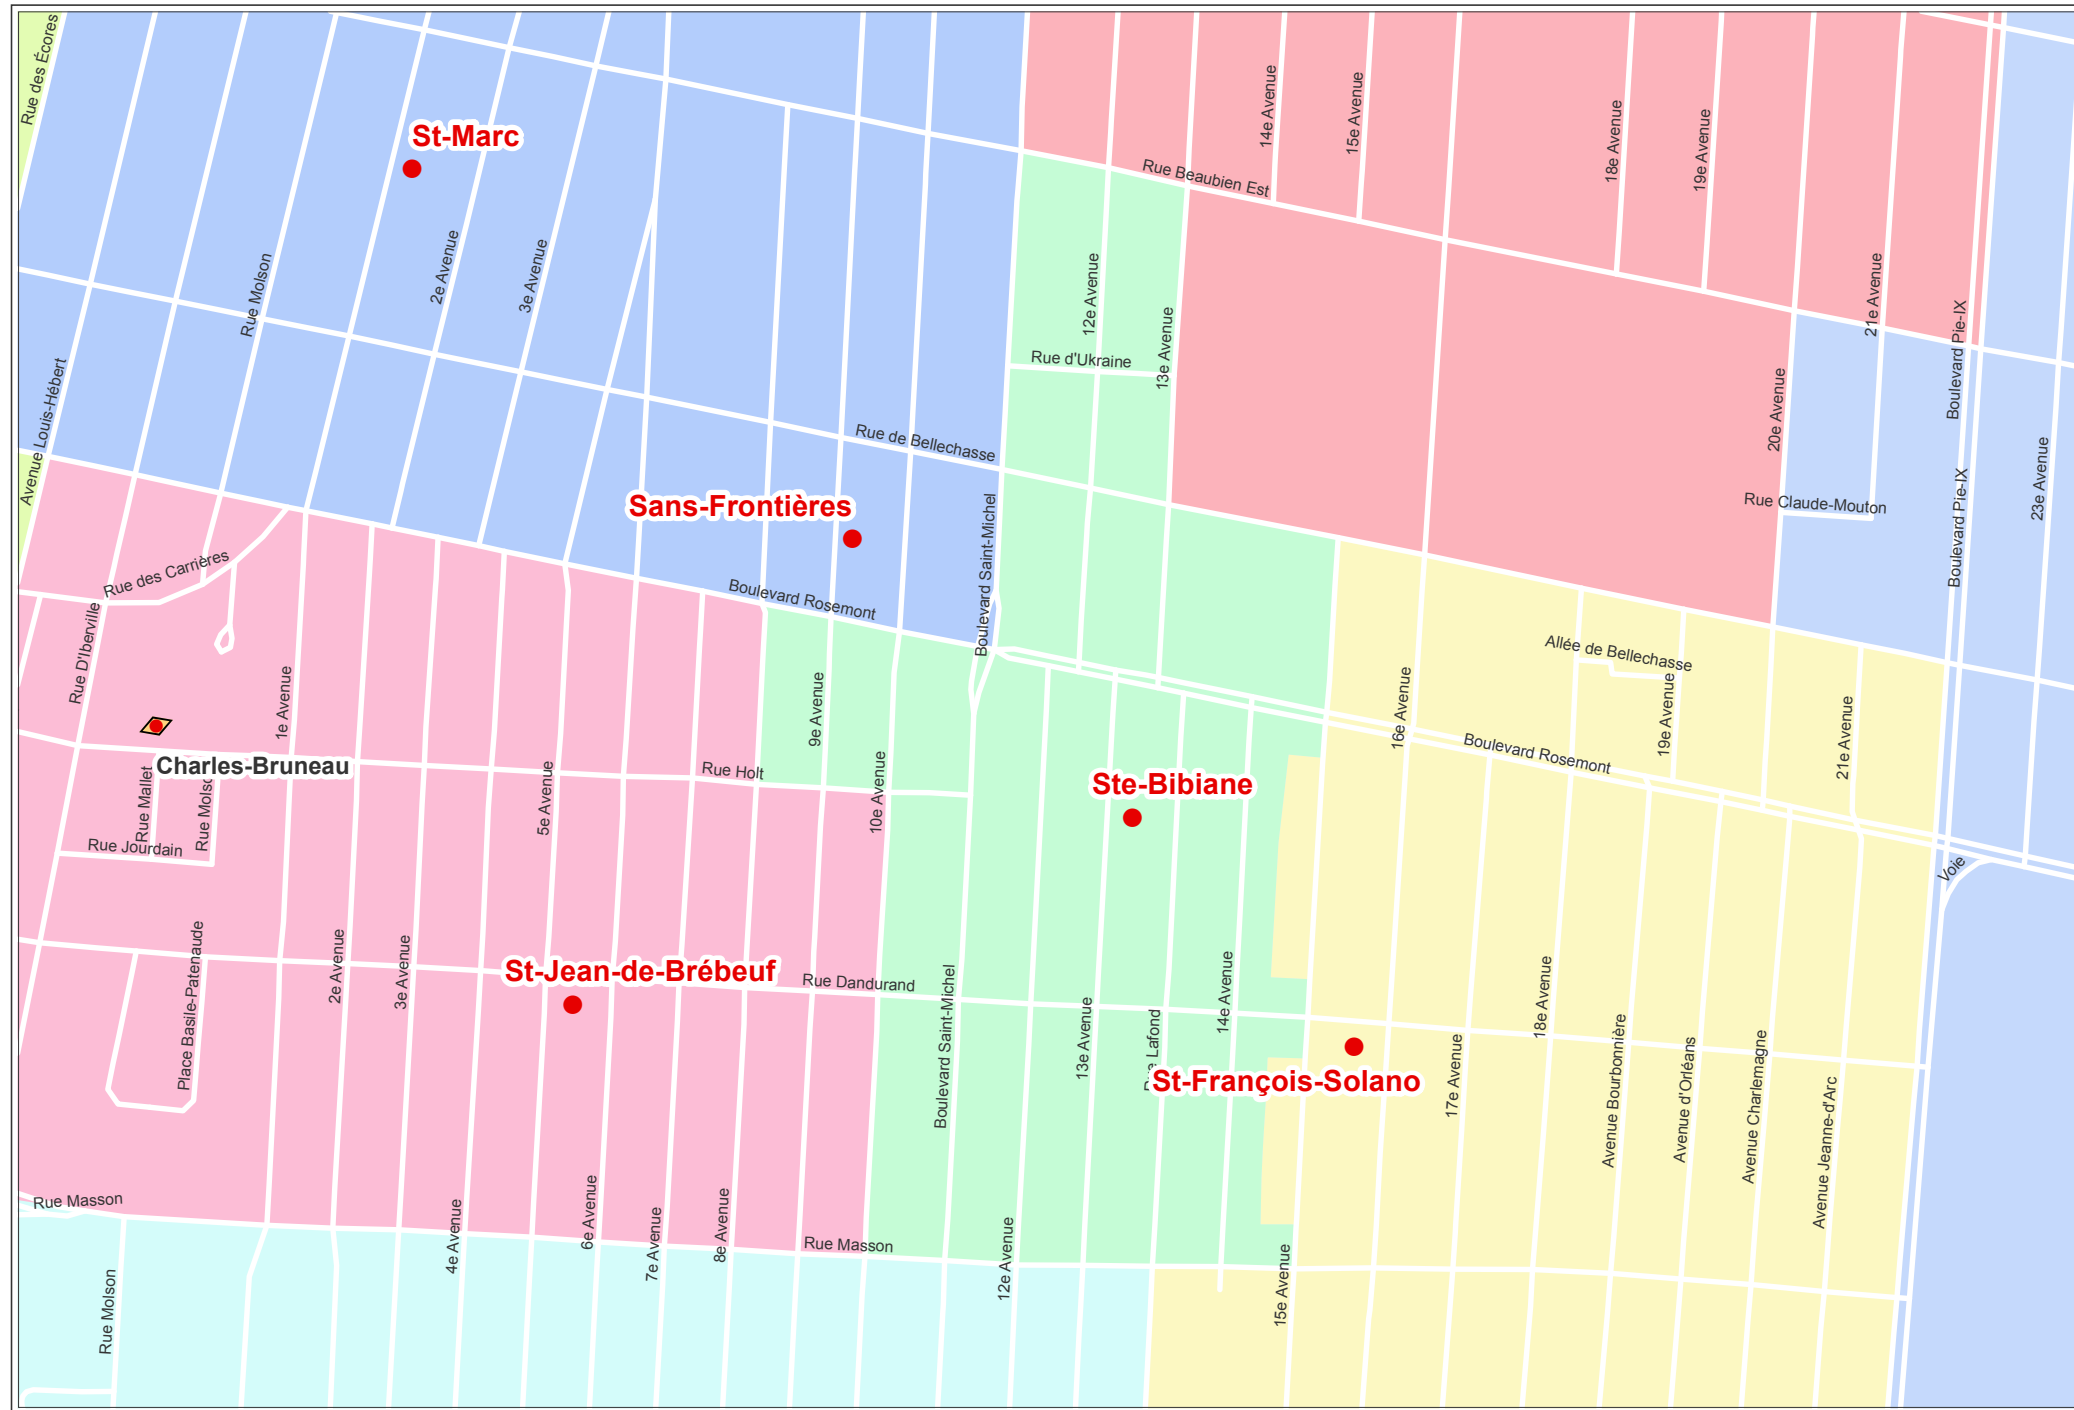 Rue des Écores
St-Marc
14e Avenue
15e Avenue
18e Avenue
19e Avenue
Rue Beaubien Est
Rue Molson
2e Avenue
3e Avenue
12e Avenue
13e Avenue
Rue d'Ukraine
21e Avenue
Boulevard Pie-IX
Avenue Louis-Hébert
20e Avenue
Rue de Bellechasse
Sans-Frontières
Boulevard Saint-Michel
Rue Claude-Mouton
Boulevard Pie-IX
23e Avenue
Rue des Carrières
Boulevard Rosemont
Rue D'Iberville
1e Avenue
9e Avenue
16e Avenue
Allée de Bellechasse
19e Avenue
21e Avenue
Boulevard Rosemont
Charles-Bruneau
Rue Holt
Ste-Bibiane
Rue Mallet
Rue Molson
5e Avenue
10e Avenue
Rue Jourdain
Voie
Place Basile-Patenaude
2e Avenue
3e Avenue
St-Jean-de-Brébeuf
Rue Dandurand
Boulevard Saint-Michel
13e Avenue
Rue Lafond
14e Avenue
St-François-Solano
17e Avenue
18e Avenue
Avenue Bourbonnière
Avenue d'Orléans
Avenue Charlemagne
Avenue Jeanne-d'Arc
Rue Masson
4e Avenue
6e Avenue
7e Avenue
8e Avenue
Rue Masson
12e Avenue
15e Avenue
Rue Molson